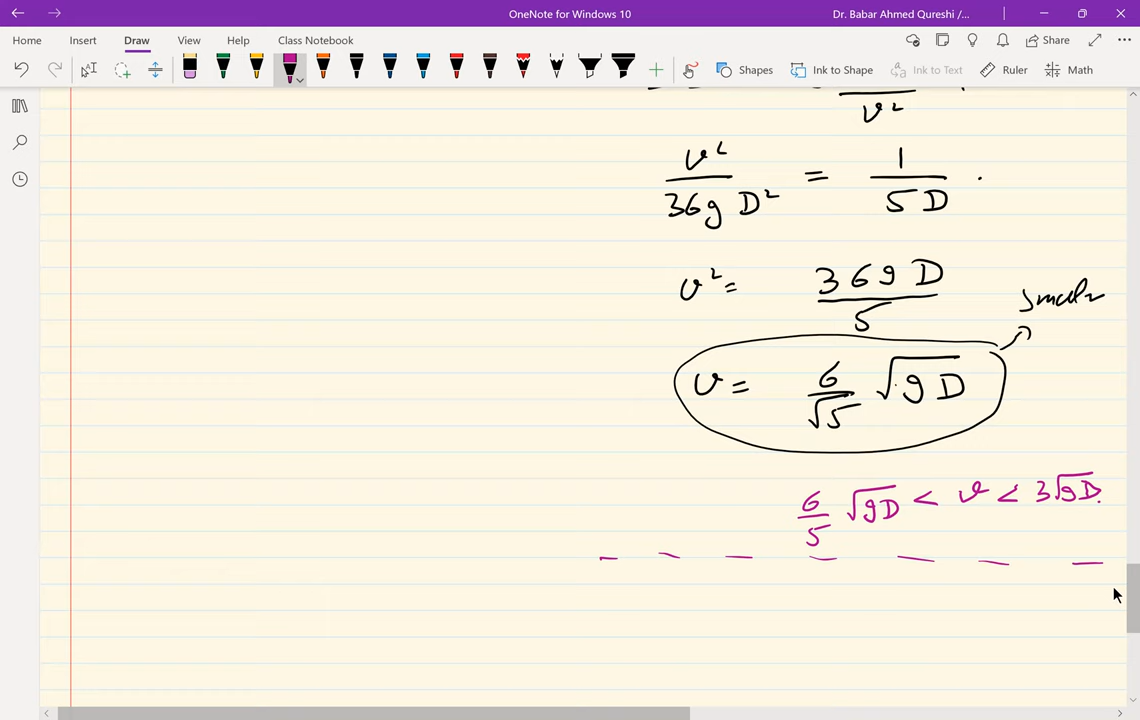 OneNote for Windows 10
Dr. Babar Ahmed Qureshi /...
Home Insert Draw View Help Class Notebook
Share
Shapes Ink to Shape Ink to Text Ruler Math
v²
v² / 36g D² = 1 / 5D .
v² = 36gD / 5
v = 6/√5 √gD
6/5 √gD < v < 3√gD.